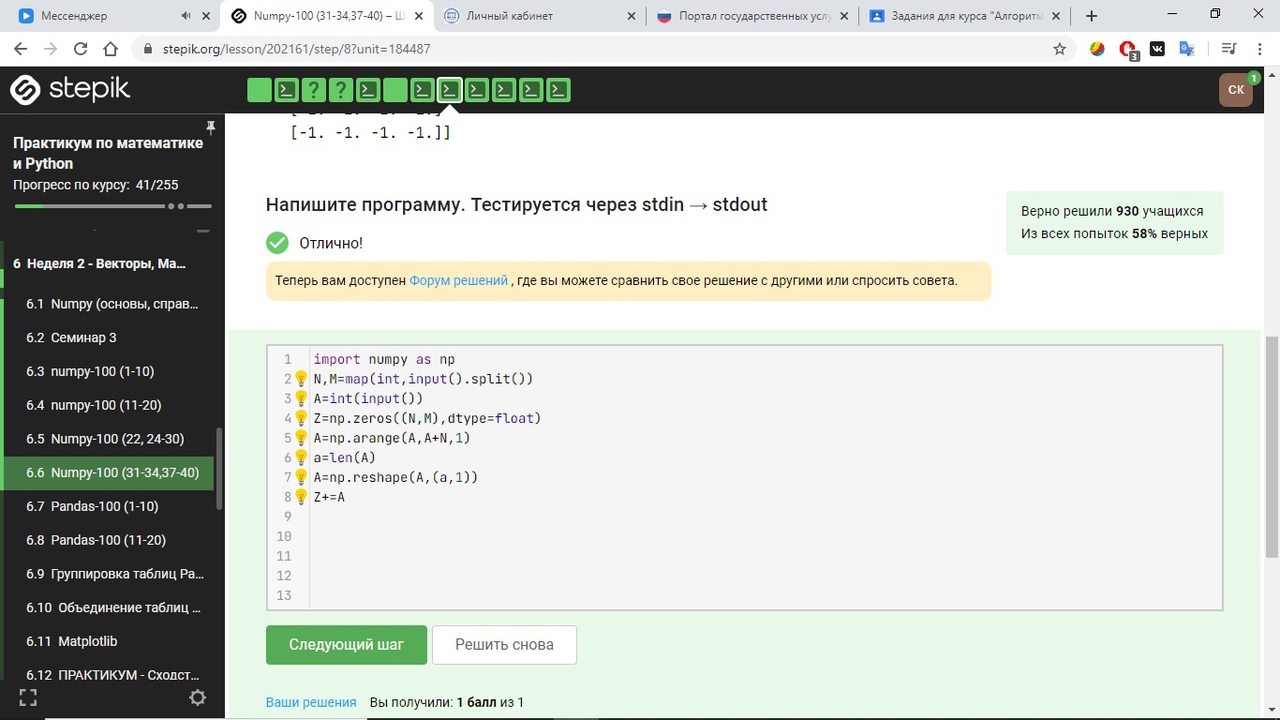 Мессенджер
Numpy-100 (31-34,37-40) – Ш
Личный кабинет
Портал государственных услу
Задания для курса "Алгоритм
stepik.org/lesson/202161/step/8?unit=184487
3
stepik
СК
1
Практикум по математике
и Python
Прогресс по курсу: 41/255
6 Неделя 2 - Векторы, Ма...
6.1 Numpy (основы, справ...
6.2 Семинар 3
6.3 numpy-100 (1-10)
6.4 numpy-100 (11-20)
6.5 Numpy-100 (22, 24-30)
6.6 Numpy-100 (31-34,37-40)
6.7 Pandas-100 (1-10)
6.8 Pandas-100 (11-20)
6.9 Группировка таблиц Pa...
6.10 Объединение таблиц ...
6.11 Matplotlib
6.12 ПРАКТИКУМ - Сходст...
[-1. -1. -1. -1.]]
Напишите программу. Тестируется через stdin → stdout
Отлично!
Теперь вам доступен Форум решений , где вы можете сравнить свое решение с другими или спросить совета.
Верно решили 930 учащихся
Из всех попыток 58% верных
1 import numpy as np
2 N,M=map(int,input().split())
3 A=int(input())
4 Z=np.zeros((N,M),dtype=float)
5 A=np.arange(A,A+N,1)
6 a=len(A)
7 A=np.reshape(A,(a,1))
8 Z+=A
9
10
11
12
13
Следующий шаг
Решить снова
Ваши решения Вы получили: 1 балл из 1